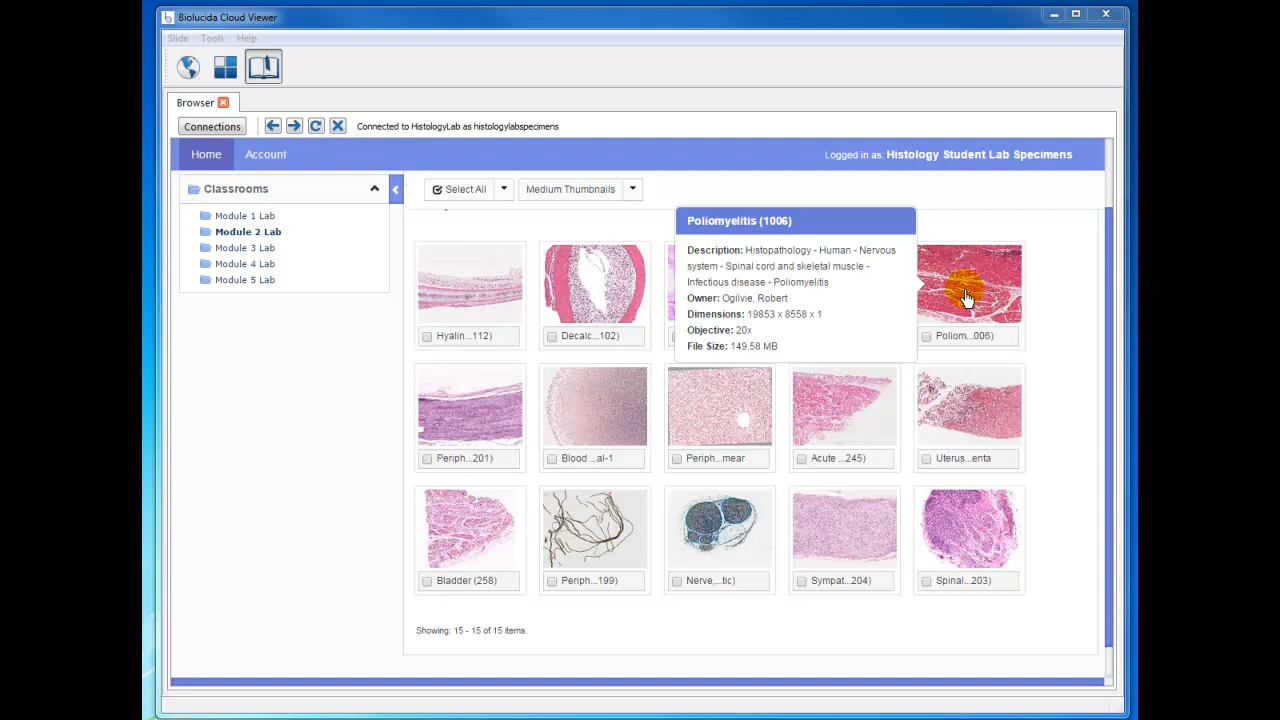 Biolucida Cloud Viewer
Slide Tools Help
Browser
Connections Connected to HistologyLab as histologylabspecimens
Home Account Logged in as: Histology Student Lab Specimens
Classrooms
Module 1 Lab
Module 2 Lab
Module 3 Lab
Module 4 Lab
Module 5 Lab
Select All Medium Thumbnails
Poliomyelitis (1006)
Description: Histopathology - Human - Nervous
system - Spinal cord and skeletal muscle -
Infectious disease - Poliomyelitis
Owner: Ogilvie, Robert
Dimensions: 19853 x 8558 x 1
Objective: 20x
File Size: 149.58 MB
Hyalin...112) Decalc...102) Poliom...006)
Periph...201) Blood ...al-1 Periph...mear Acute ...245) Uterus...enta
Bladder (258) Periph...199) Nerve,...tic) Sympat...204) Spinal...203)
Showing: 15 - 15 of 15 items.